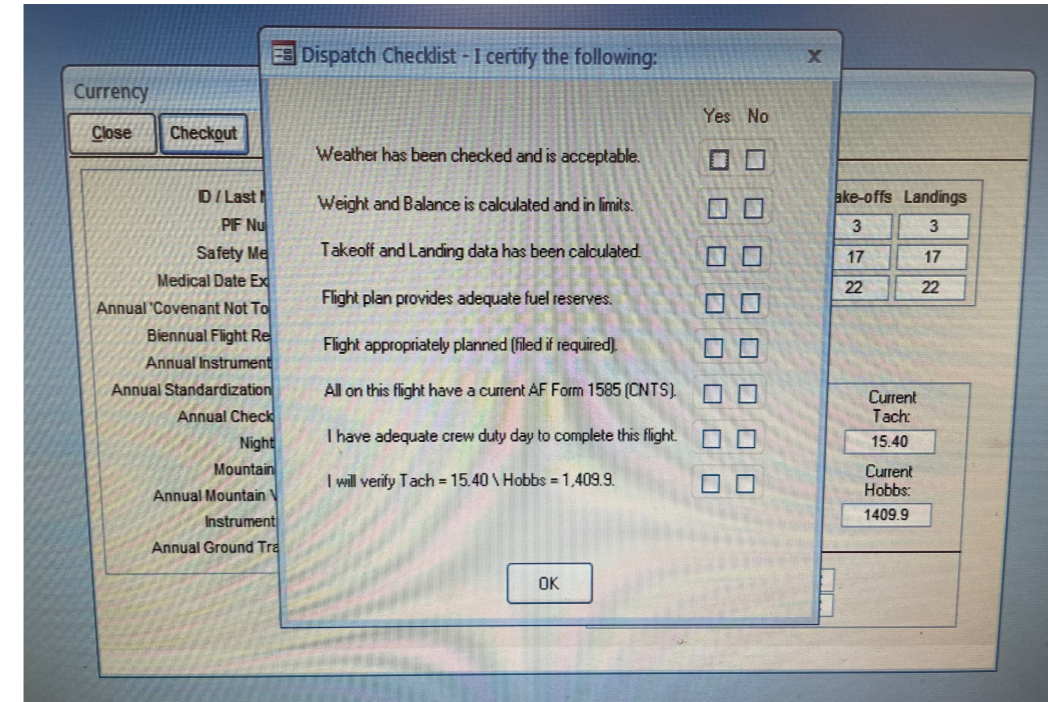 Dispatch Checklist - I certify the following:
x
Currency
Close
Checkout
Yes No
Weather has been checked and is acceptable.
Weight and Balance is calculated and in limits.
Takeoff and Landing data has been calculated.
Flight plan provides adequate fuel reserves.
Flight appropriately planned (filed if required).
All on this flight have a current AF Form 1585 (CNTS).
I have adequate crew duty day to complete this flight.
I will verify Tach = 15.40 \ Hobbs = 1,409.9.
OK
ID / Last
PIF Nu
Safety Me
Medical Date Ex
Annual 'Covenant Not To
Biennual Flight Re
Annual Instrument
Annual Standardization
Annual Check
Night
Mountain
Annual Mountain
Instrument
Annual Ground Tra
ake-offs Landings
3 3
17 17
22 22
Current
Tach:
15.40
Current
Hobbs:
1409.9